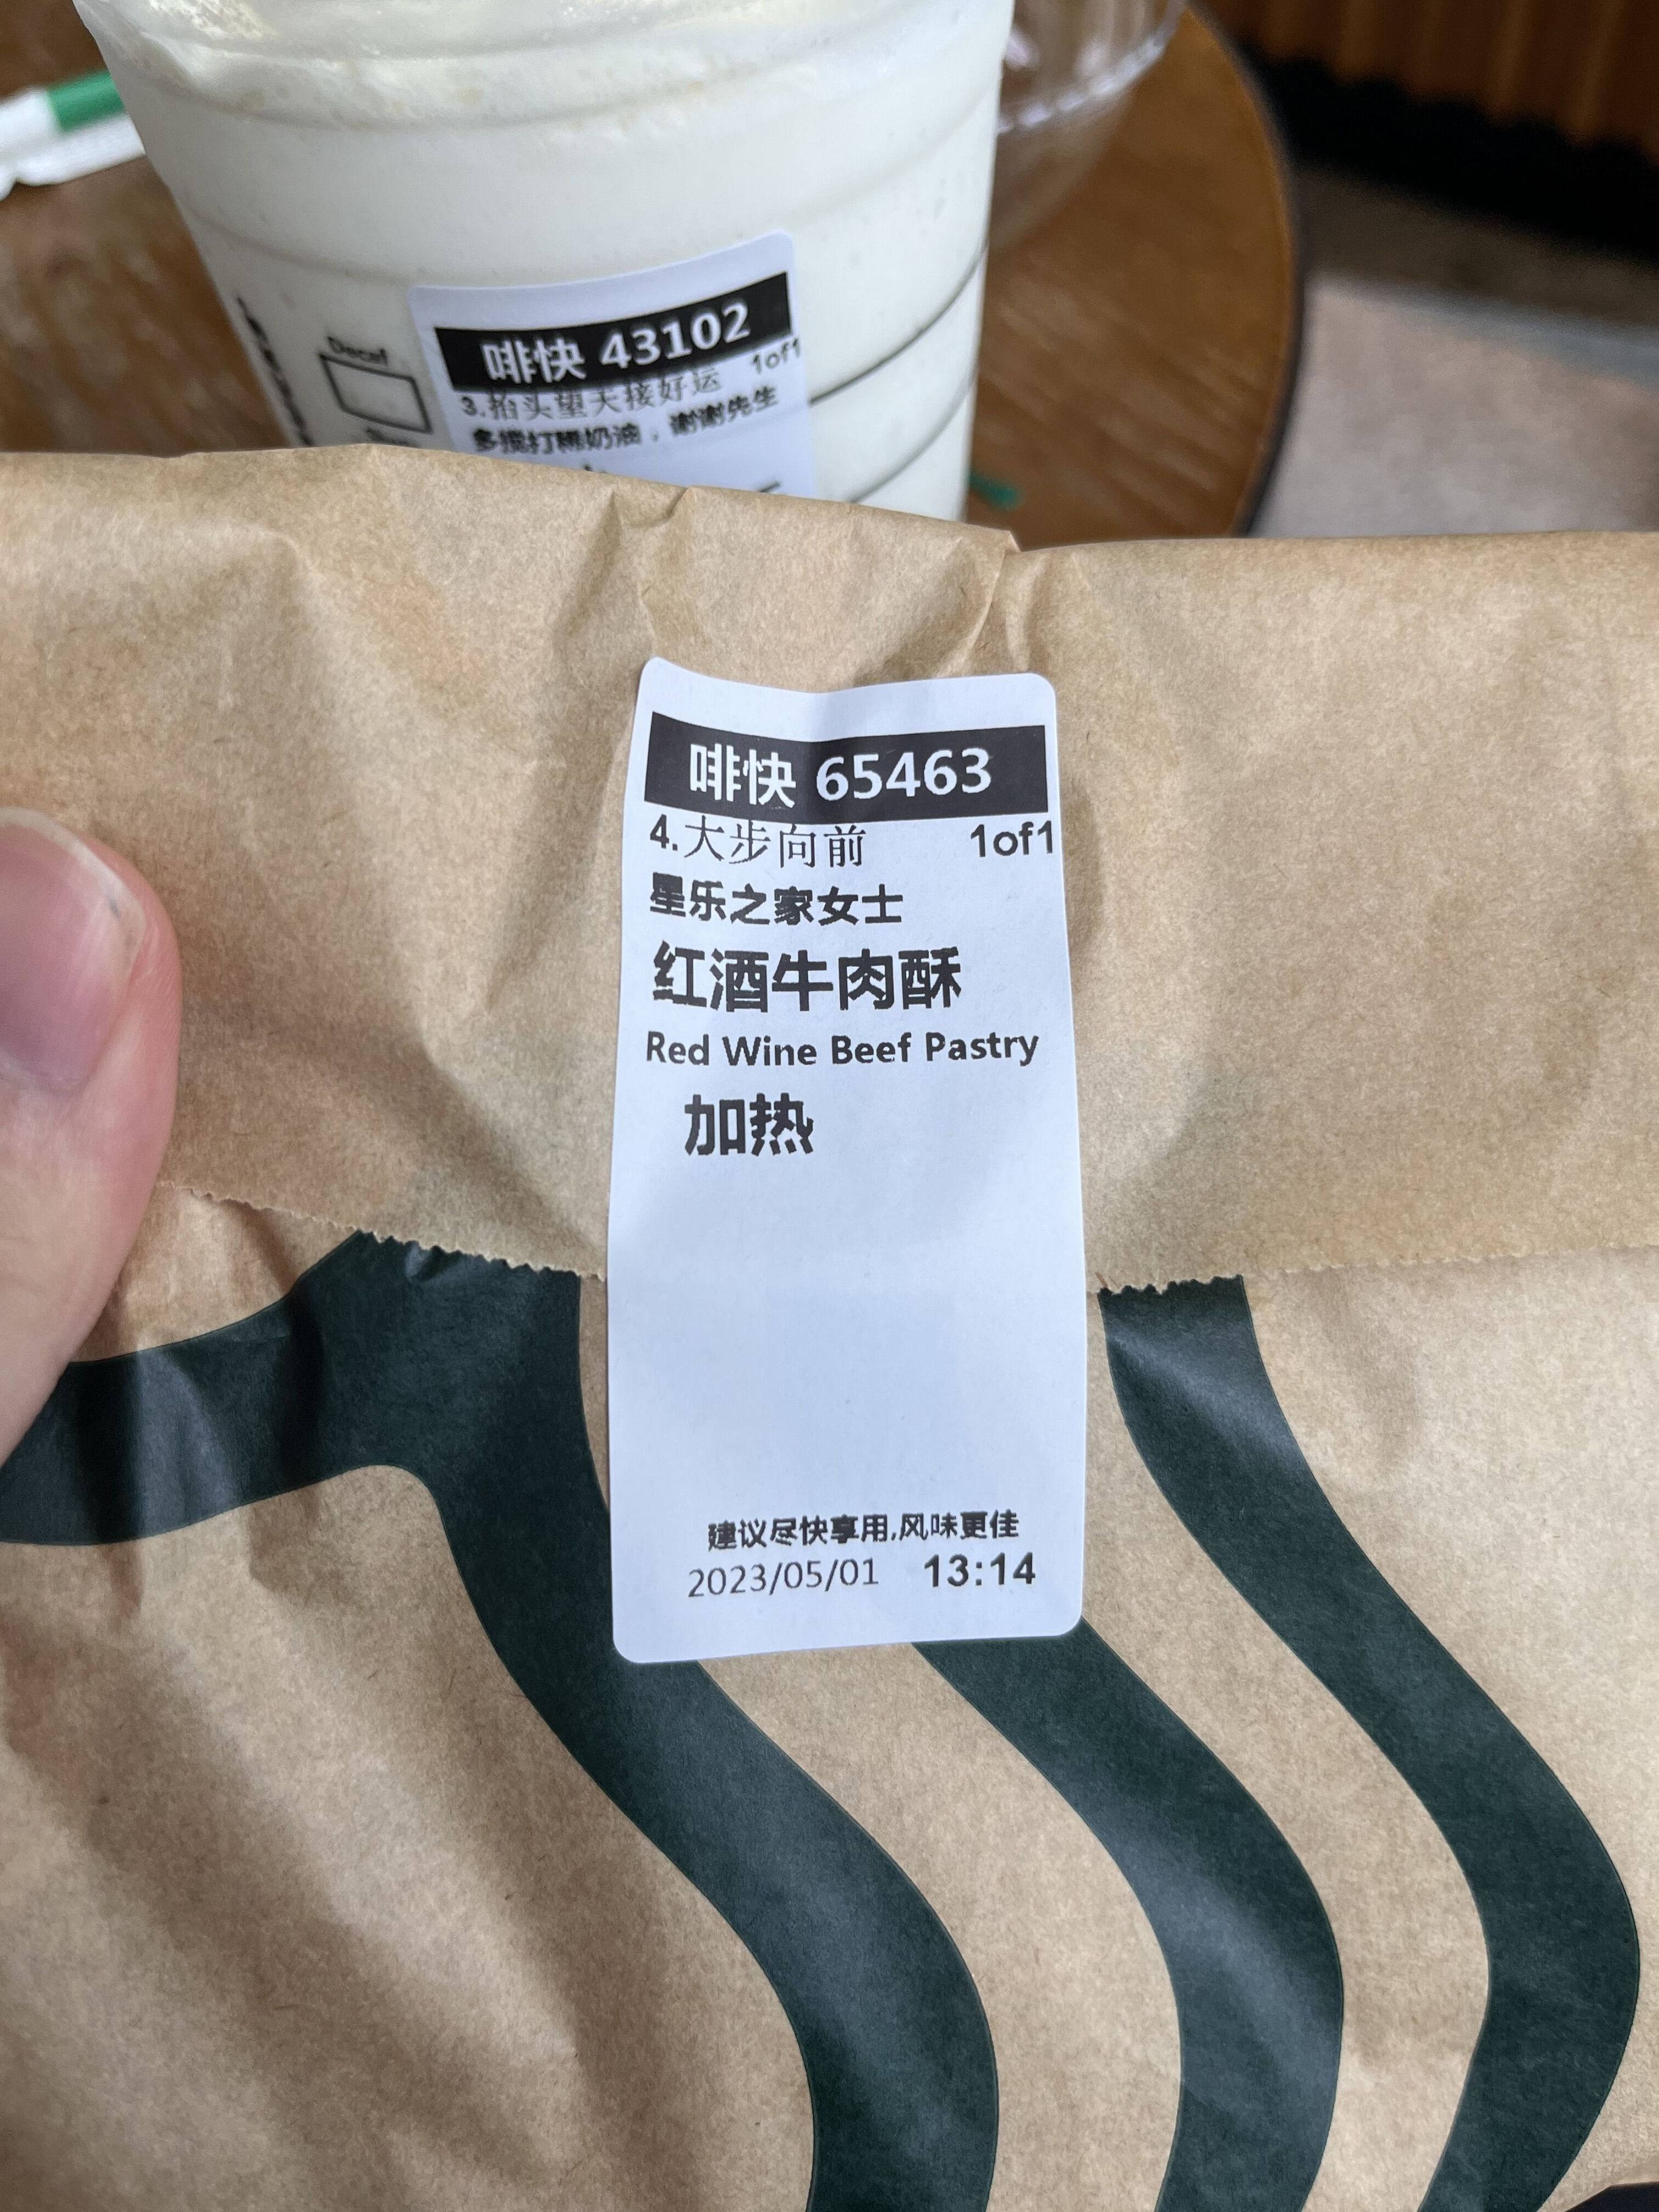 啡快 43102
3.抬头望天接好运 1of1
多搅打稀奶油，谢谢先生
Decaf
啡快 65463
4.大步向前 1of1
星乐之家女士
红酒牛肉酥
Red Wine Beef Pastry
加热
建议尽快享用,风味更佳
2023/05/01 13:14